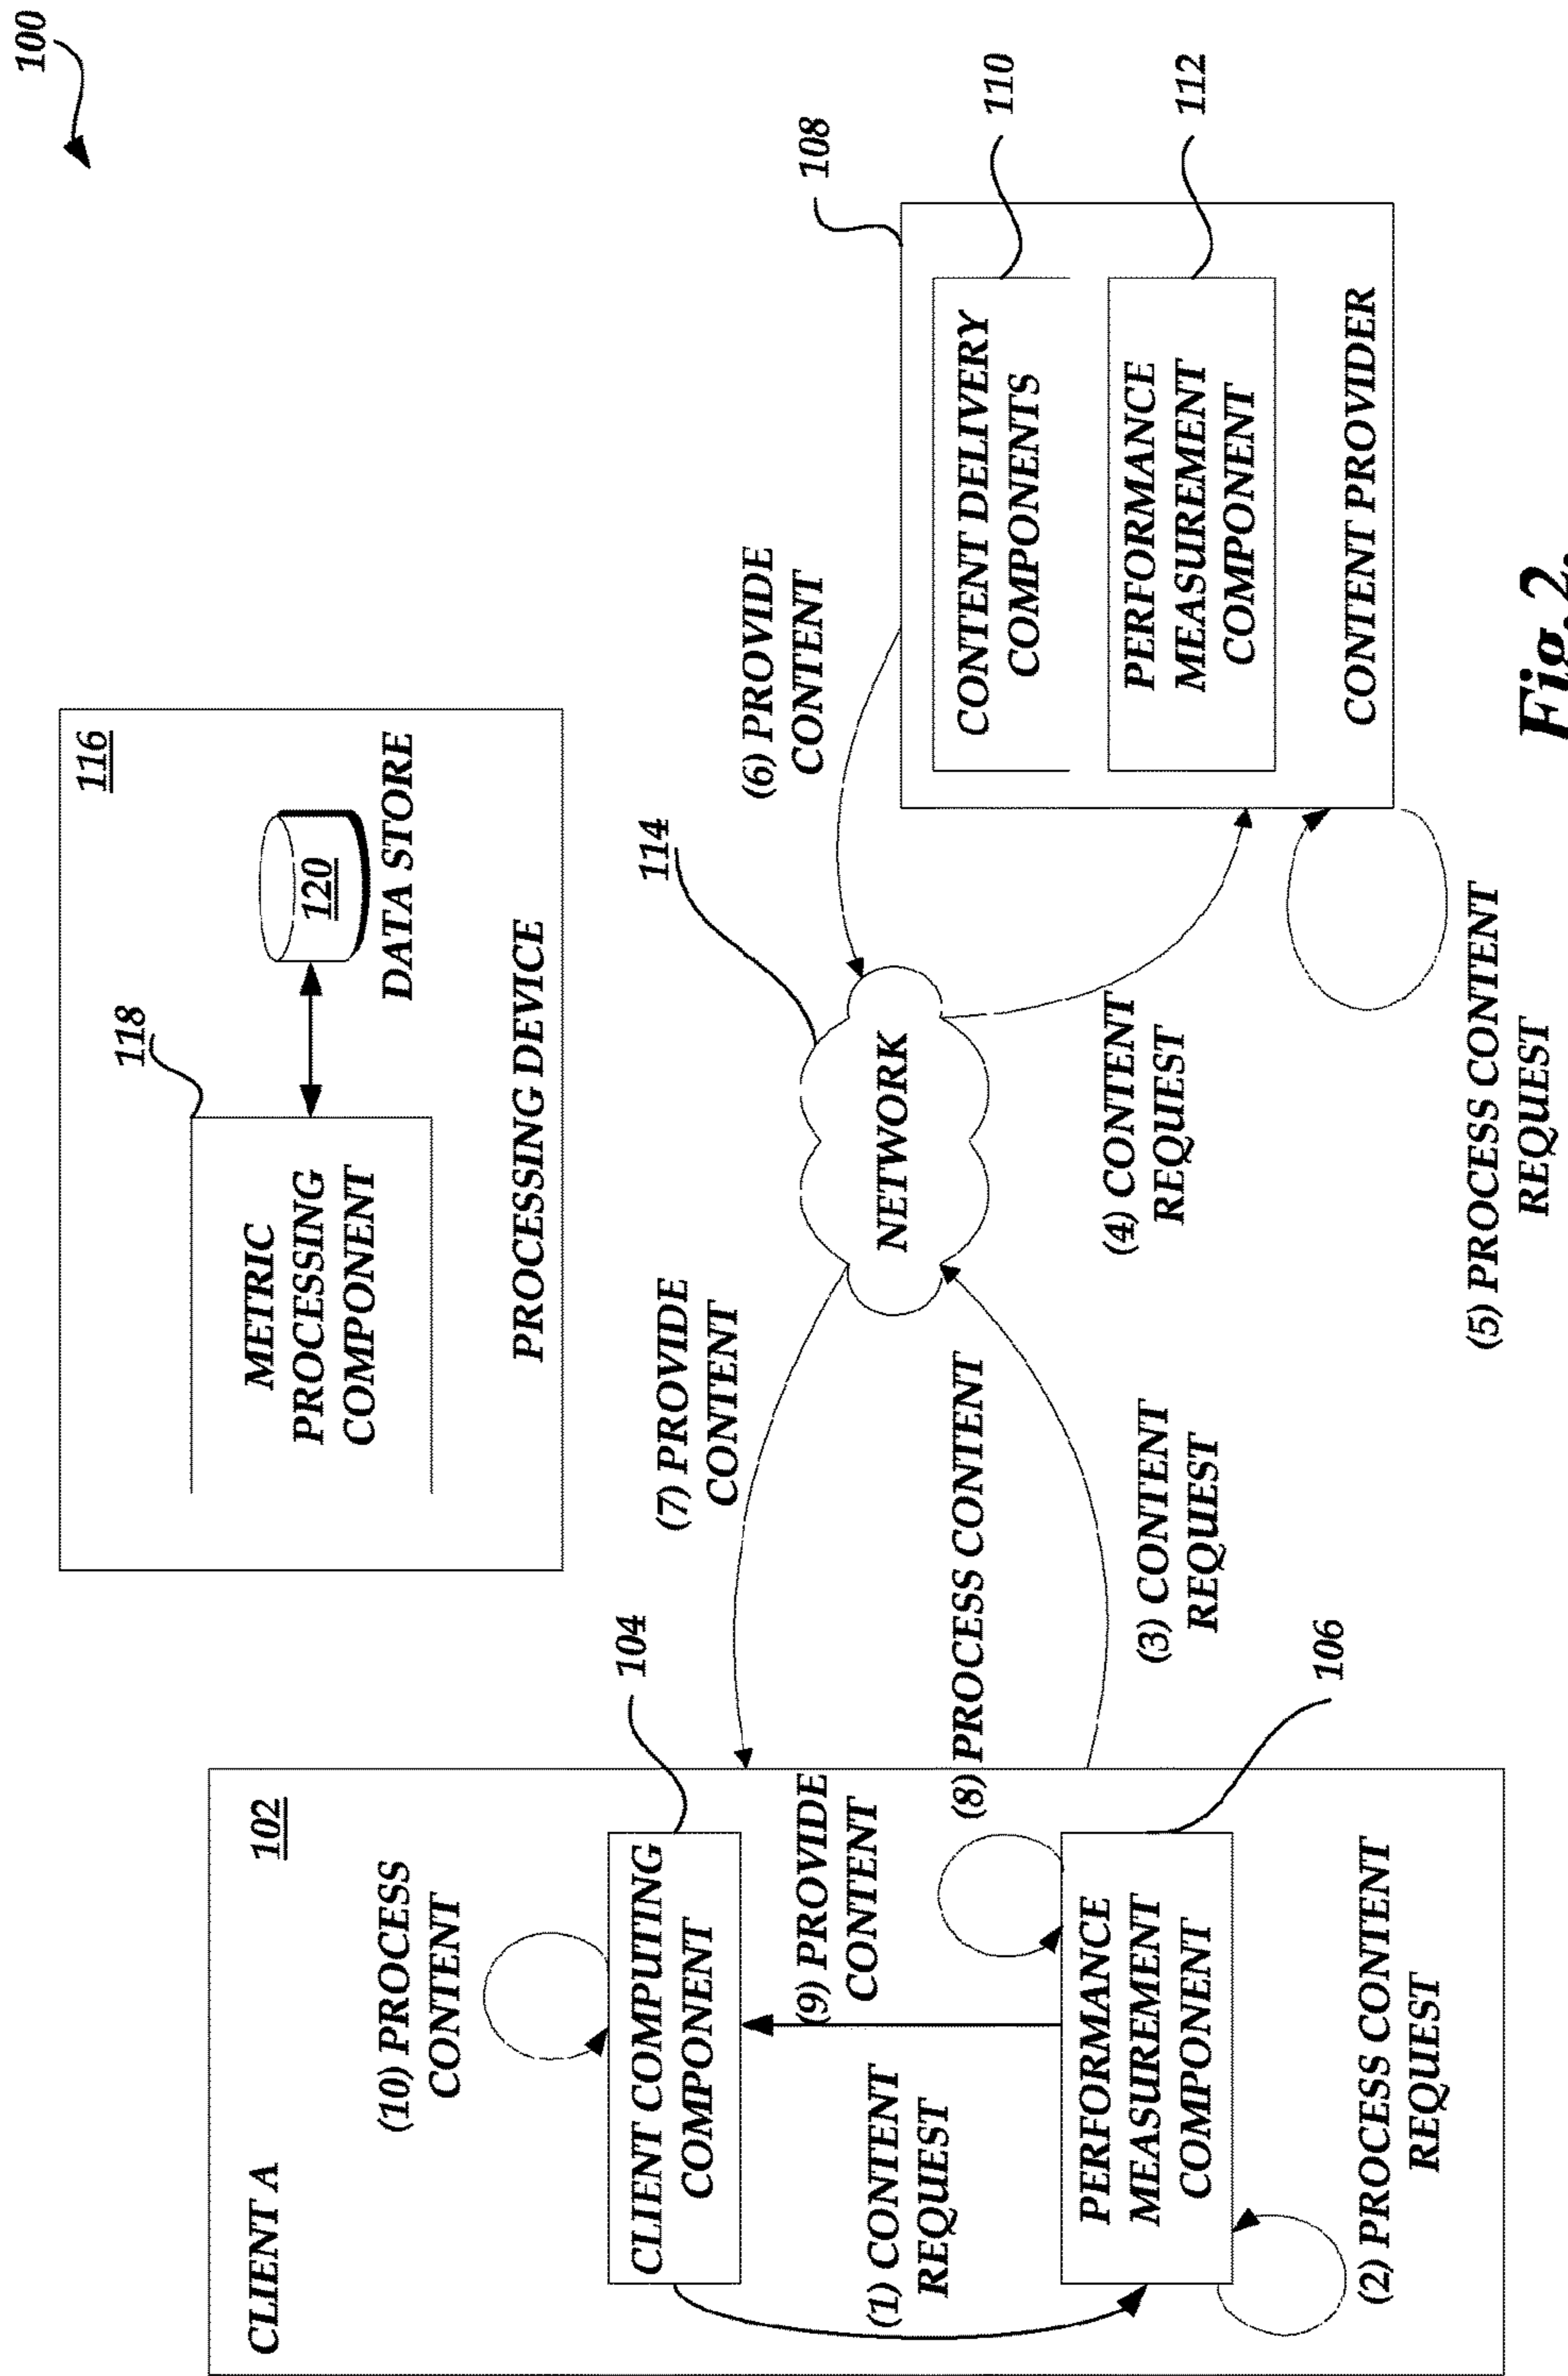 100
CLIENT A
102
(10) PROCESS
CONTENT
CLIENT COMPUTING
COMPONENT
104
(1) CONTENT
REQUEST
(9) PROVIDE
CONTENT
(8) PROCESS CONTENT
PERFORMANCE
MEASUREMENT
COMPONENT
106
(2) PROCESS CONTENT
REQUEST
116
118
METRIC
PROCESSING
COMPONENT
120
DATA STORE
PROCESSING DEVICE
(7) PROVIDE
CONTENT
114
NETWORK
(3) CONTENT
REQUEST
(6) PROVIDE
CONTENT
(4) CONTENT
REQUEST
108
CONTENT DELIVERY
COMPONENTS
110
PERFORMANCE
MEASUREMENT
COMPONENT
112
CONTENT PROVIDER
(5) PROCESS CONTENT
REQUEST
Fig.2.